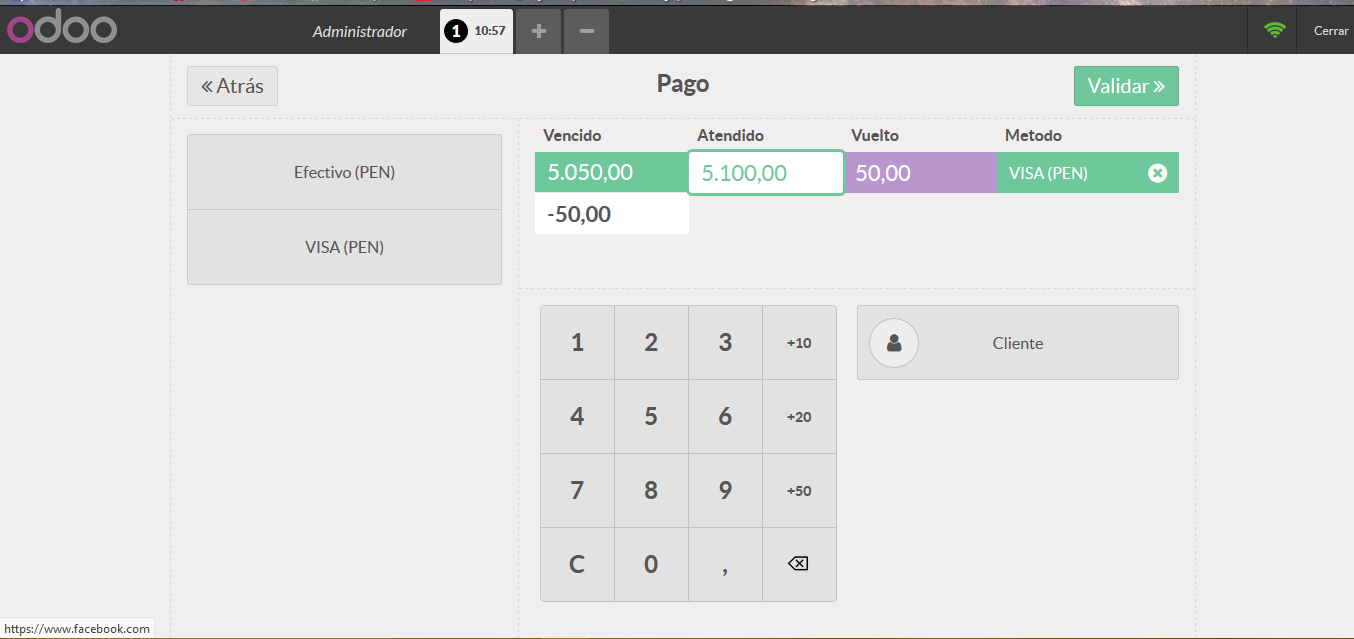 odoo
Administrador
1 10:57
+
−
Cerrar
« Atrás
Pago
Validar »
Efectivo (PEN)
VISA (PEN)
Vencido Atendido Vuelto Metodo
5.050,00 5.100,00 50,00 VISA (PEN)
-50,00
1 2 3 +10
4 5 6 +20
7 8 9 +50
C 0 ,
Cliente
https://www.facebook.com